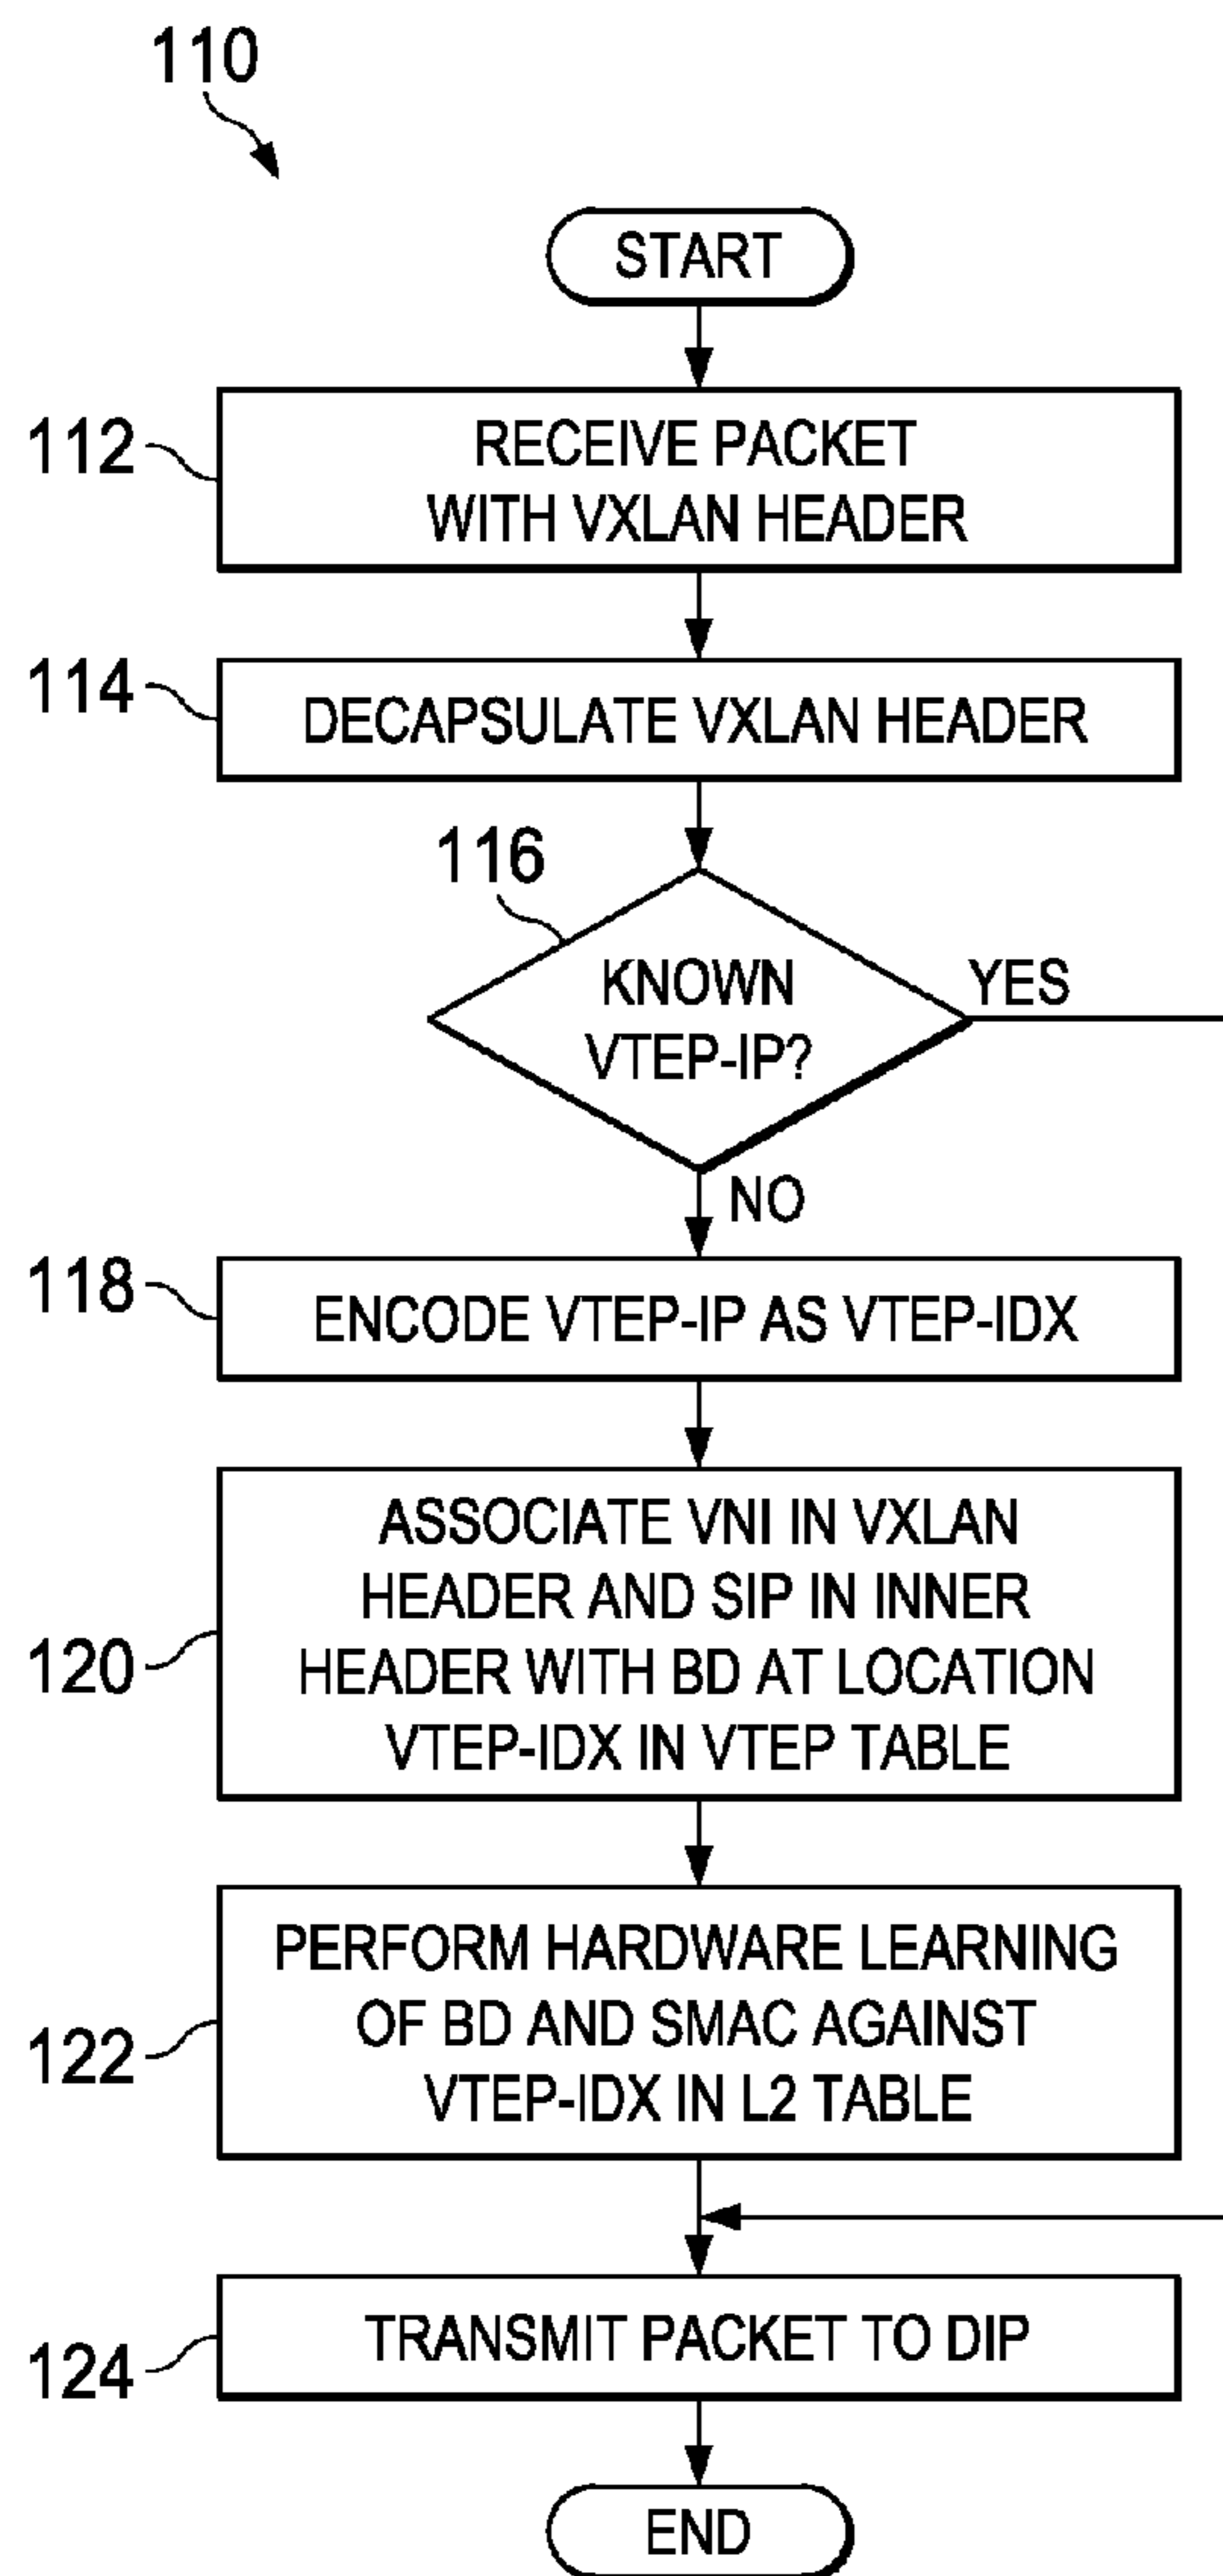 110
START
112
RECEIVE PACKET
WITH VXLAN HEADER
114
DECAPSULATE VXLAN HEADER
116
KNOWN
VTEP-IP?
YES
NO
118
ENCODE VTEP-IP AS VTEP-IDX
120
ASSOCIATE VNI IN VXLAN
HEADER AND SIP IN INNER
HEADER WITH BD AT LOCATION
VTEP-IDX IN VTEP TABLE
122
PERFORM HARDWARE LEARNING
OF BD AND SMAC AGAINST
VTEP-IDX IN L2 TABLE
124
TRANSMIT PACKET TO DIP
END